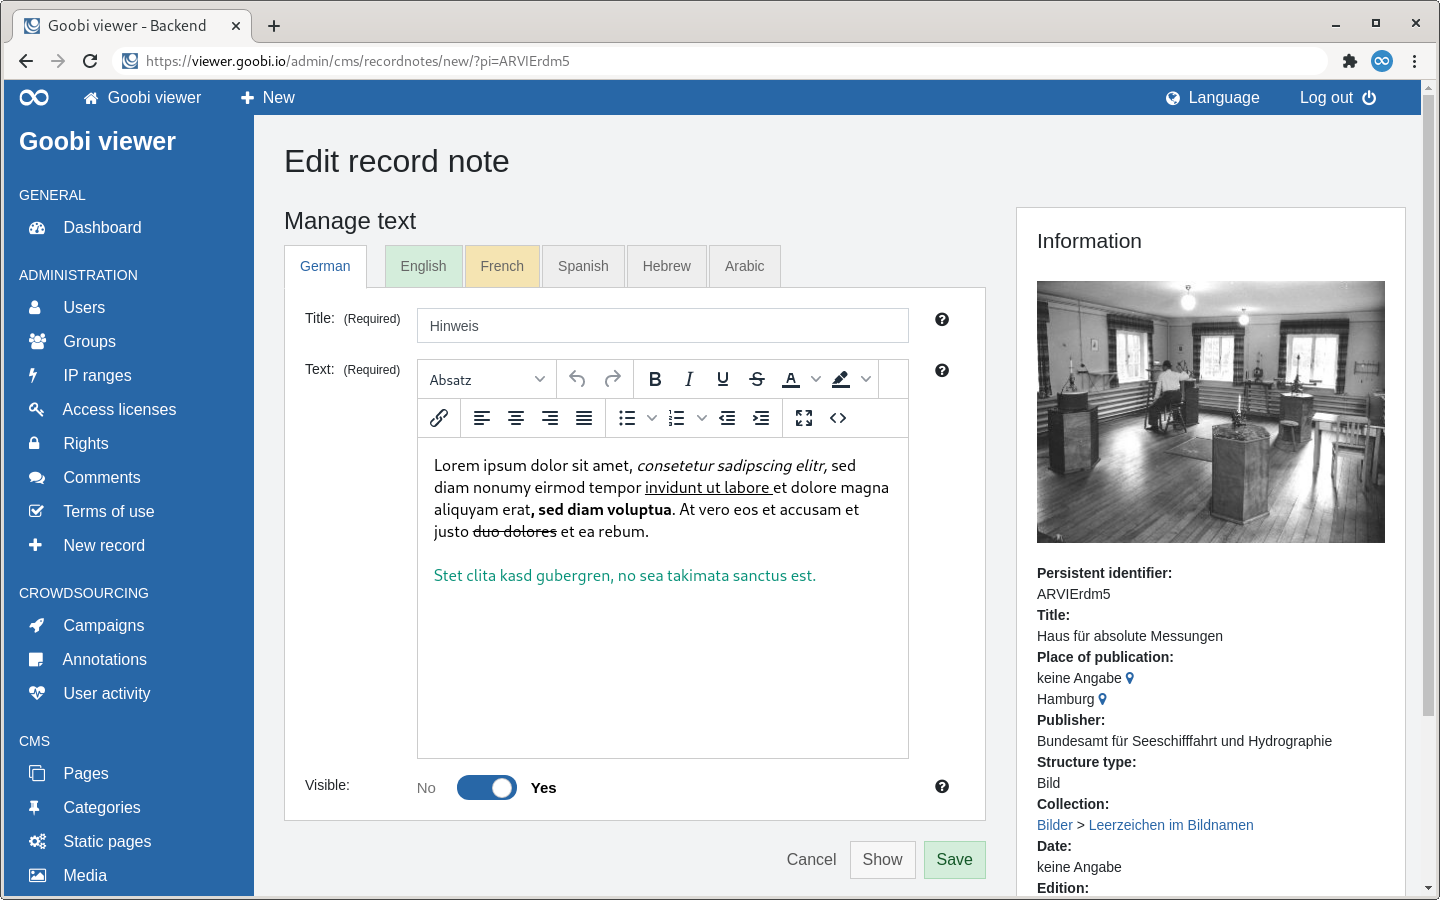 Goobi viewer - Backend
https://viewer.goobi.io/admin/cms/recordnotes/new/?pi=ARVIErdm5
Goobi viewer
New
Language
Log out
Goobi viewer
GENERAL
Dashboard
ADMINISTRATION
Users
Groups
IP ranges
Access licenses
Rights
Comments
Terms of use
New record
CROWDSOURCING
Campaigns
Annotations
User activity
CMS
Pages
Categories
Static pages
Media
Edit record note
Manage text
German
English
French
Spanish
Hebrew
Arabic
Title: (Required)
Hinweis
Text: (Required)
Absatz
B I U S A
Lorem ipsum dolor sit amet, consetetur sadipscing elitr, sed
diam nonumy eirmod tempor invidunt ut labore et dolore magna
aliquyam erat, sed diam voluptua. At vero eos et accusam et
justo duo dolores et ea rebum.
Stet clita kasd gubergren, no sea takimata sanctus est.
Visible:
No
Yes
Cancel
Show
Save
Information
Persistent identifier:
ARVIErdm5
Title:
Haus für absolute Messungen
Place of publication:
keine Angabe
Hamburg
Publisher:
Bundesamt für Seeschifffahrt und Hydrographie
Structure type:
Bild
Collection:
Bilder > Leerzeichen im Bildnamen
Date:
keine Angabe
Edition: